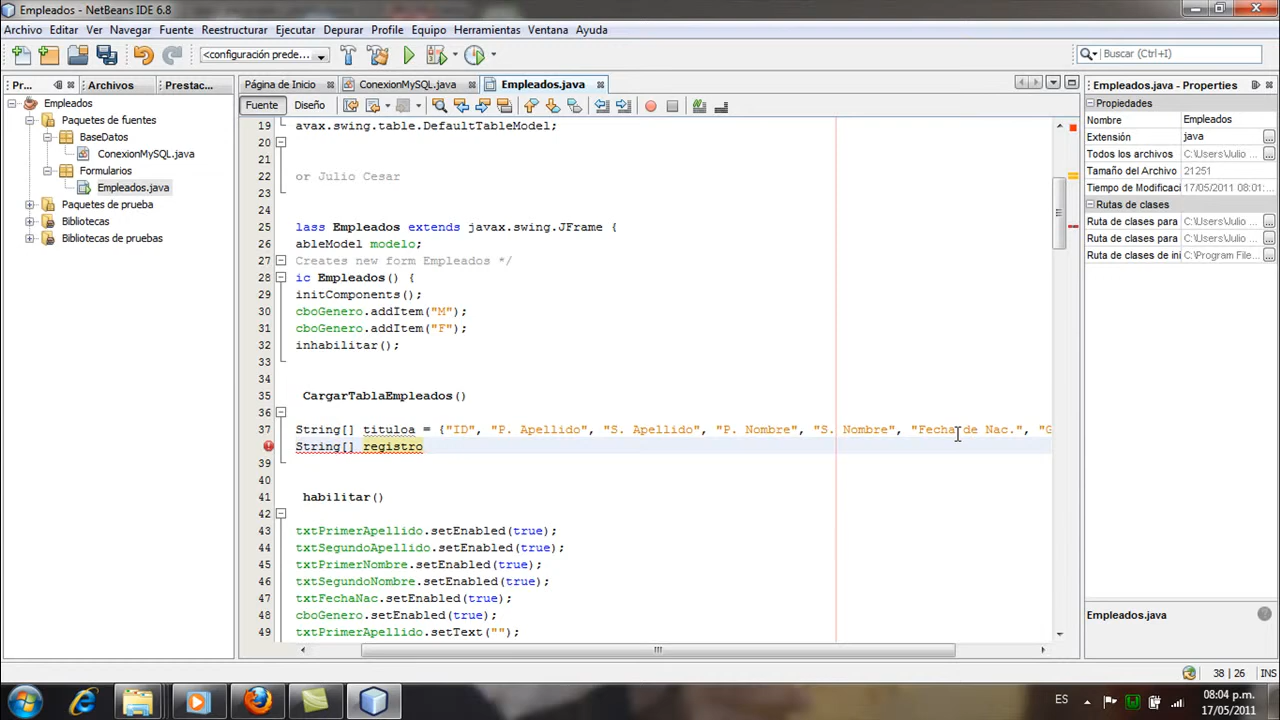 Empleados - NetBeans IDE 6.8
Archivo Editar Ver Navegar Fuente Reestructurar Ejecutar Depurar Profile Equipo Herramientas Ventana Ayuda
<configuración prede...
Buscar (Ctrl+I)
Pr... Archivos Prestac...
Página de Inicio ConexionMySQL.java Empleados.java
Empleados.java - Properties
Fuente Diseño
Empleados
Paquetes de fuentes
BaseDatos
ConexionMySQL.java
Formularios
Empleados.java
Paquetes de prueba
Bibliotecas
Bibliotecas de pruebas
19 avax.swing.table.DefaultTableModel;
20
21
22 or Julio Cesar
23
24
25 lass Empleados extends javax.swing.JFrame {
26 ableModel modelo;
27 Creates new form Empleados */
28 ic Empleados() {
29 initComponents();
30 cboGenero.addItem("M");
31 cboGenero.addItem("F");
32 inhabilitar();
33
34
35 CargarTablaEmpleados()
36
37 String[] tituloa = {"ID", "P. Apellido", "S. Apellido", "P. Nombre", "S. Nombre", "Fecha de Nac.", "G
38 String[] registro
39
40
41 habilitar()
42
43 txtPrimerApellido.setEnabled(true);
44 txtSegundoApellido.setEnabled(true);
45 txtPrimerNombre.setEnabled(true);
46 txtSegundoNombre.setEnabled(true);
47 txtFechaNac.setEnabled(true);
48 cboGenero.setEnabled(true);
49 txtPrimerApellido.setText("");
Propiedades
Nombre Empleados
Extensión java
Todos los archivos C:\Users\Julio ...
Tamaño del Archivo 21251
Tiempo de Modificaci 17/05/2011 08:01:...
Rutas de clases
Ruta de clases para C:\Users\Julio ...
Ruta de clases para C:\Users\Julio ...
Ruta de clases de ini C:\Program File...
Empleados.java
38 | 26 INS
ES
08:04 p.m.
17/05/2011